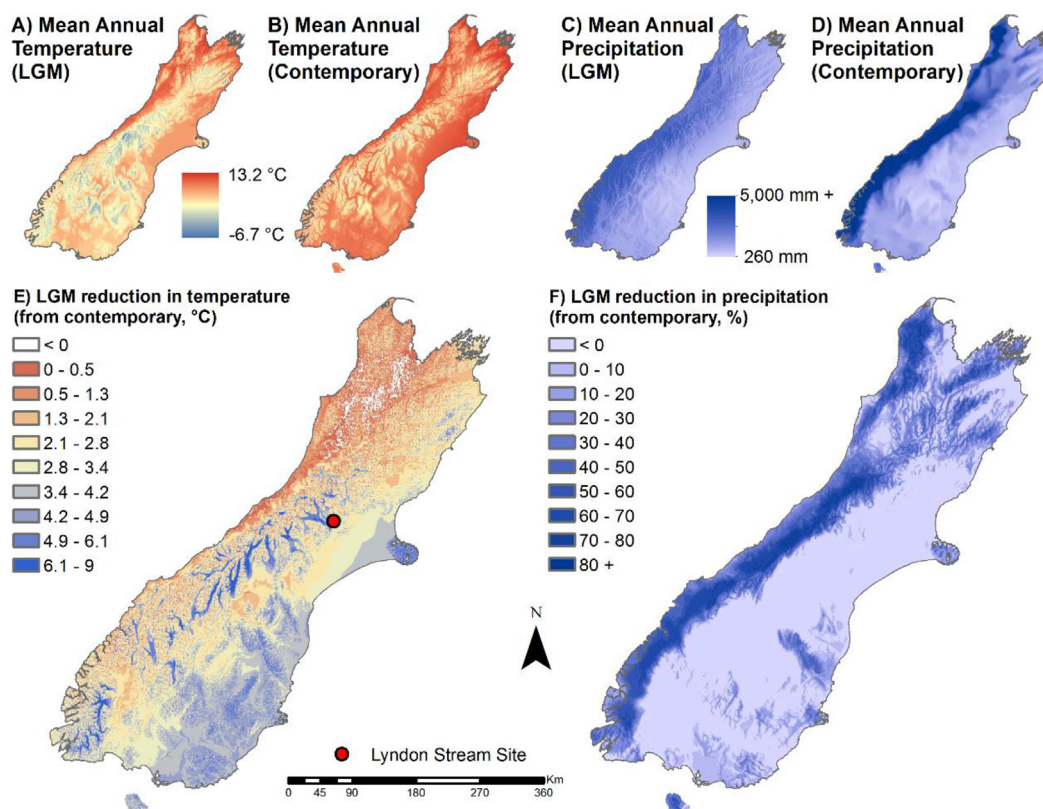 A) Mean Annual
Temperature
(LGM)
B) Mean Annual
Temperature
(Contemporary)
C) Mean Annual
Precipitation
(LGM)
D) Mean Annual
Precipitation
(Contemporary)
13.2 °C
-6.7 °C
5,000 mm +
260 mm
E) LGM reduction in temperature
(from contemporary, °C)
< 0
0 - 0.5
0.5 - 1.3
1.3 - 2.1
2.1 - 2.8
2.8 - 3.4
3.4 - 4.2
4.2 - 4.9
4.9 - 6.1
6.1 - 9
F) LGM reduction in precipitation
(from contemporary, %)
< 0
0 - 10
10 - 20
20 - 30
30 - 40
40 - 50
50 - 60
60 - 70
70 - 80
80 +
N
Lyndon Stream Site
Km
0 45 90 180 270 360